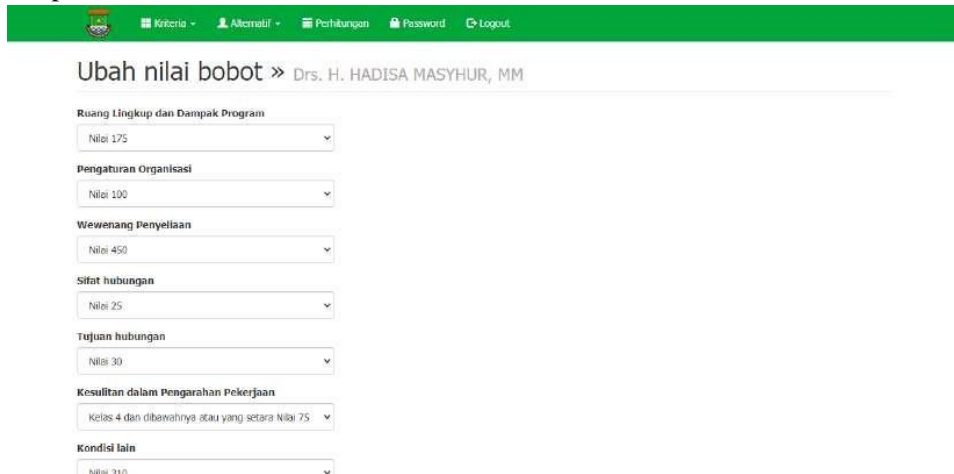 Kriteria Alternatif Perhitungan Password Logout
Ubah nilai bobot » Drs. H. HADISA MASYHUR, MM
Ruang Lingkup dan Dampak Program
Nilai 175
Pengaturan Organisasi
Nilai 100
Wewenang Penyeliaan
Nilai 450
Sifat hubungan
Nilai 25
Tujuan hubungan
Nilai 30
Kesulitan dalam Pengarahan Pekerjaan
Kelas 4 dan dibawahnya atau yang setara Nilai 75
Kondisi lain
Nilai 310